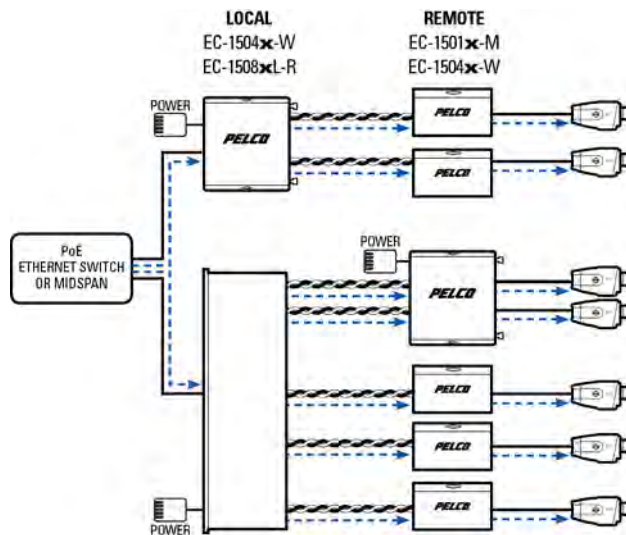 LOCAL
EC-1504x-W
EC-1508xL-R
REMOTE
EC-1501x-M
EC-1504x-W
POWER
PELCO
PELCO
PELCO
PoE
ETHERNET SWITCH
OR MIDSPAN
POWER
PELCO
PELCO
PELCO
POWER
PELCO